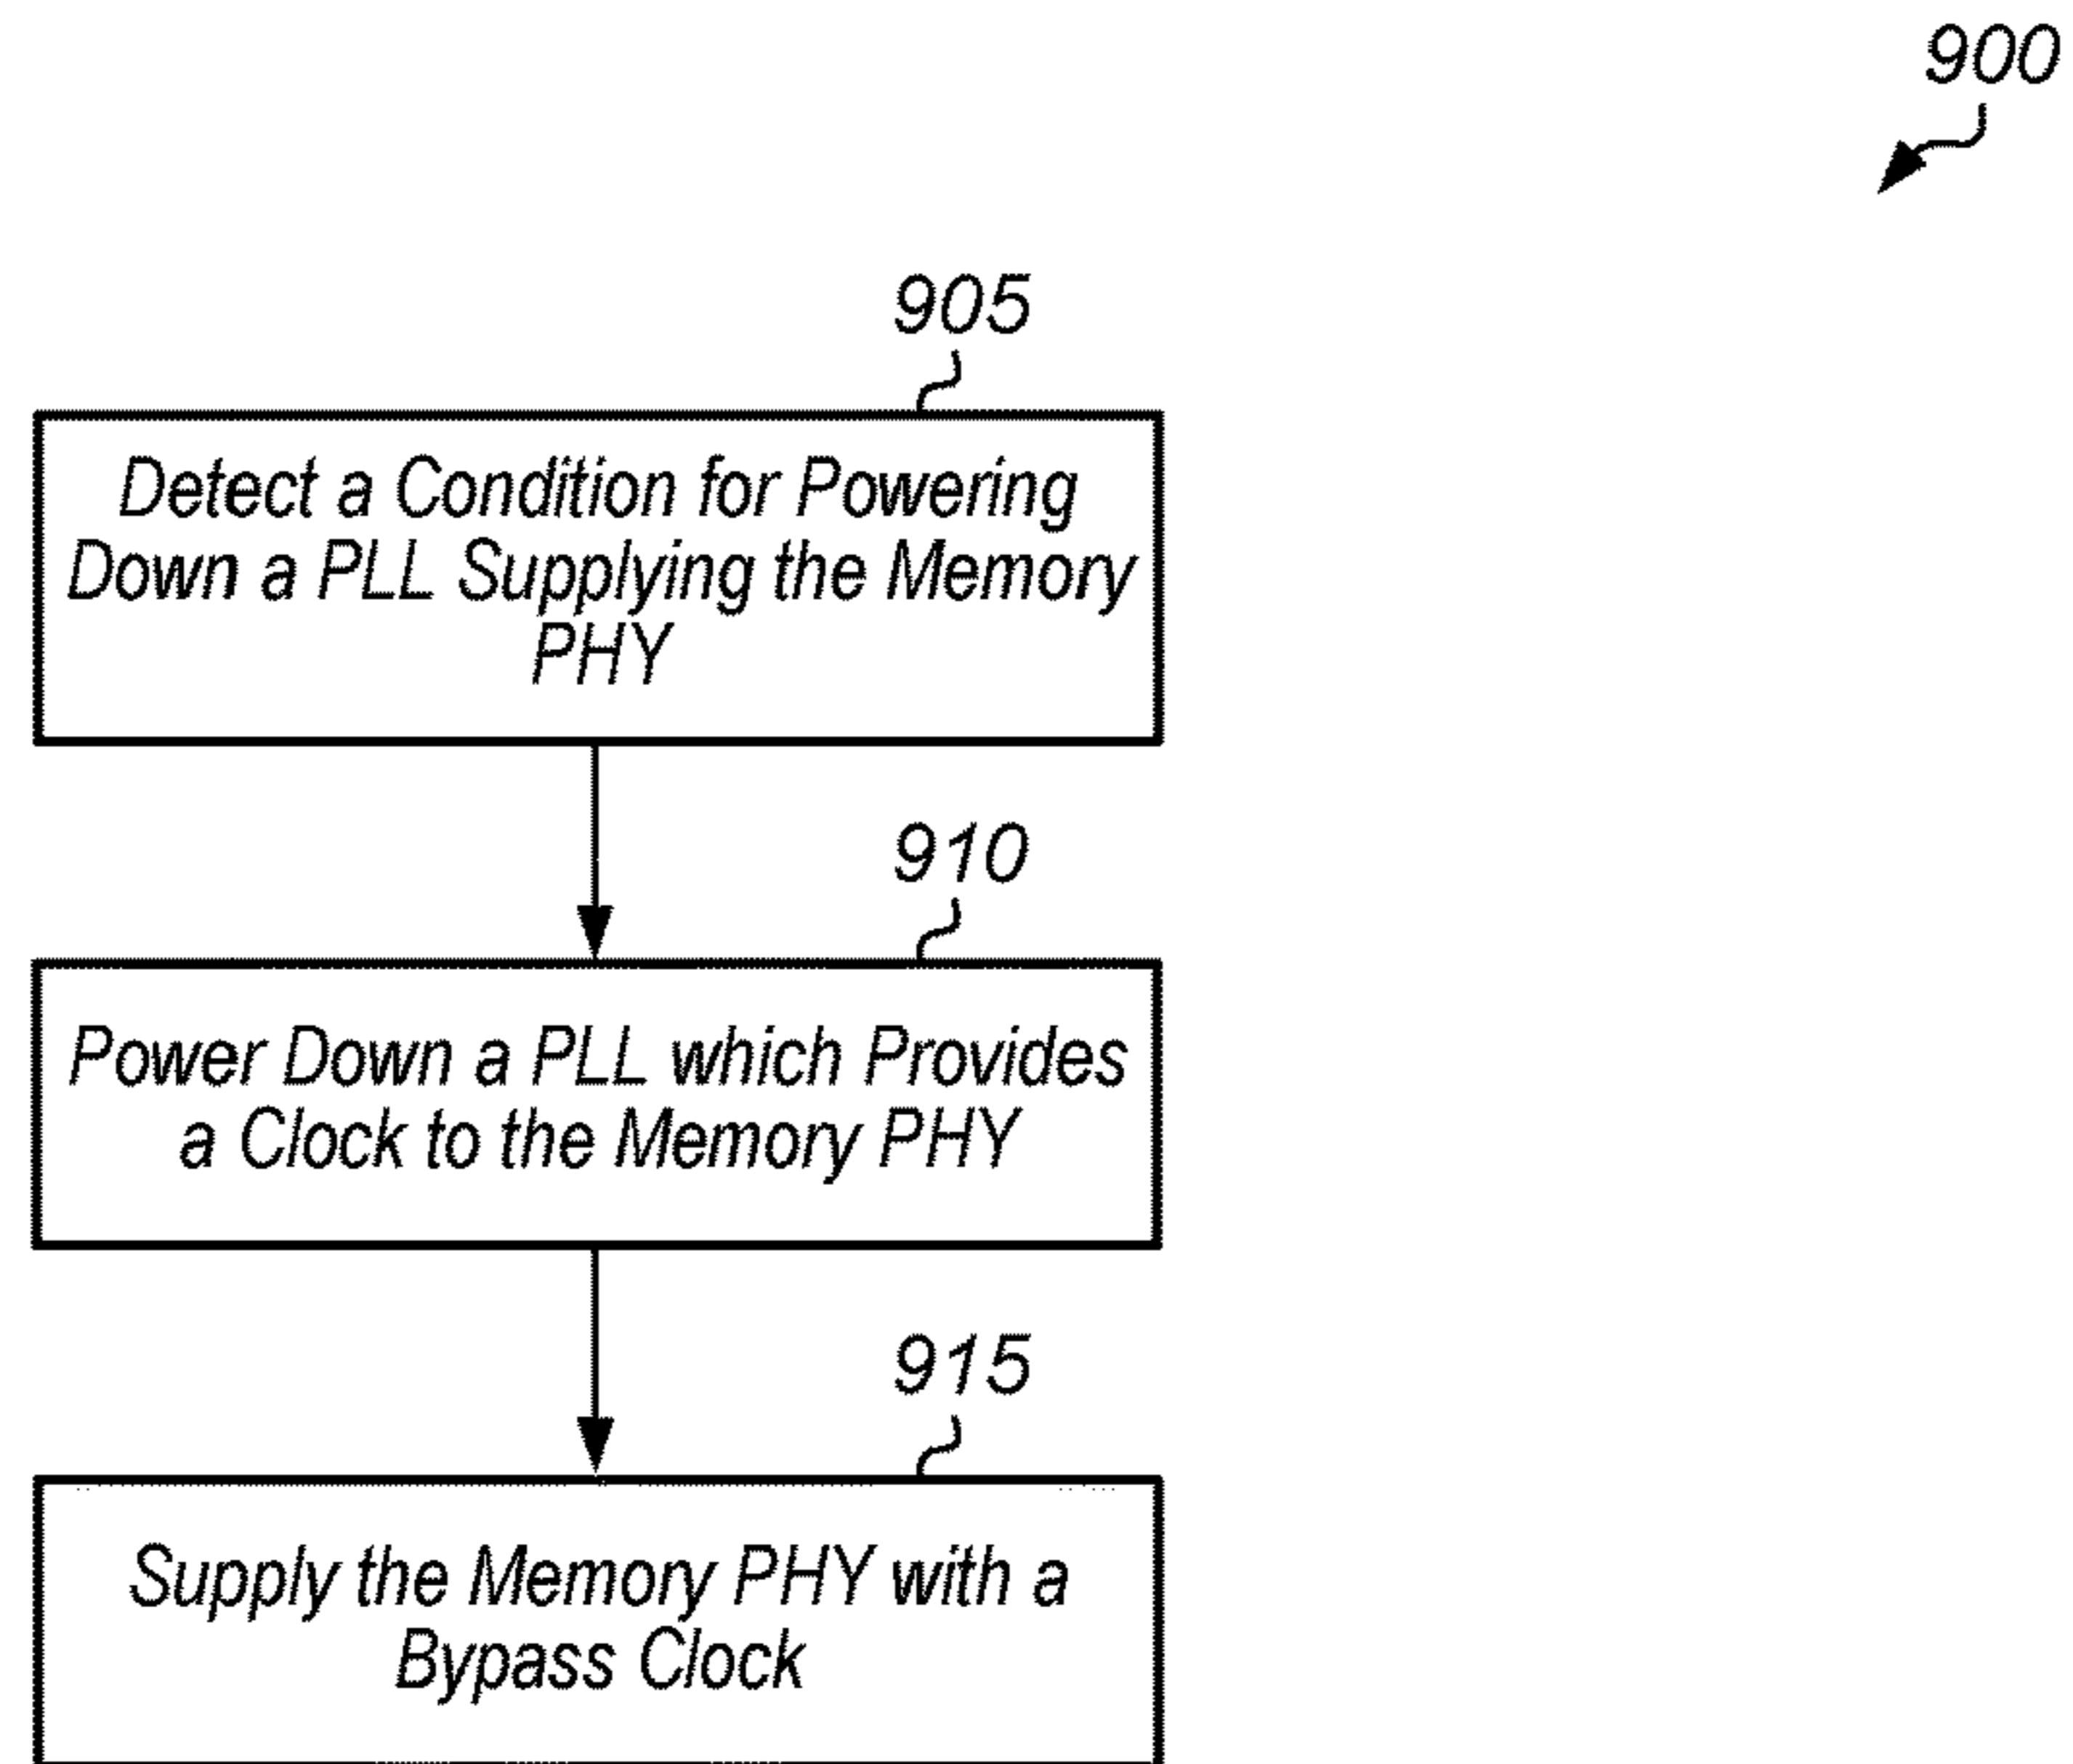 900
905
Detect a Condition for Powering
Down a PLL Supplying the Memory
PHY
910
Power Down a PLL which Provides
a Clock to the Memory PHY
915
Supply the Memory PHY with a
Bypass Clock